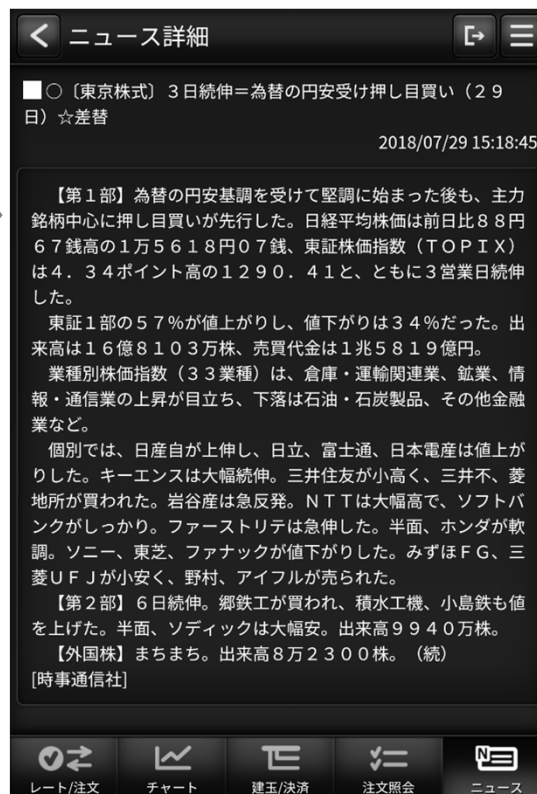 ニュース詳細
■○〔東京株式〕３日続伸＝為替の円安受け押し目買い（２９
日）☆差替
2018/07/29 15:18:45
【第１部】為替の円安基調を受けて堅調に始まった後も、主力
銘柄中心に押し目買いが先行した。日経平均株価は前日比８８円
６７銭高の１万５６１８円０７銭、東証株価指数（ＴＯＰＩＸ）
は４．３４ポイント高の１２９０．４１と、ともに３営業日続伸
した。
東証１部の５７％が値上がりし、値下がりは３４％だった。出
来高は１６億８１０３万株、売買代金は１兆５８１９億円。
業種別株価指数（３３業種）は、倉庫・運輸関連業、鉱業、情
報・通信業の上昇が目立ち、下落は石油・石炭製品、その他金融
業など。
個別では、日産自が上伸し、日立、富士通、日本電産は値上が
りした。キーエンスは大幅続伸。三井住友が小高く、三井不、菱
地所が買われた。岩谷産は急反発。ＮＴＴは大幅高で、ソフトバ
ンクがしっかり。ファーストリテは急伸した。半面、ホンダが軟
調。ソニー、東芝、ファナックが値下がりした。みずほＦＧ、三
菱ＵＦＪが小安く、野村、アイフルが売られた。
【第２部】６日続伸。郷鉄工が買われ、積水工機、小島鉄も値
を上げた。半面、ソディックは大幅安。出来高９９４０万株。
【外国株】まちまち。出来高８万２３００株。（続）
[時事通信社]
レート/注文
チャート
建玉/決済
注文照会
ニュース